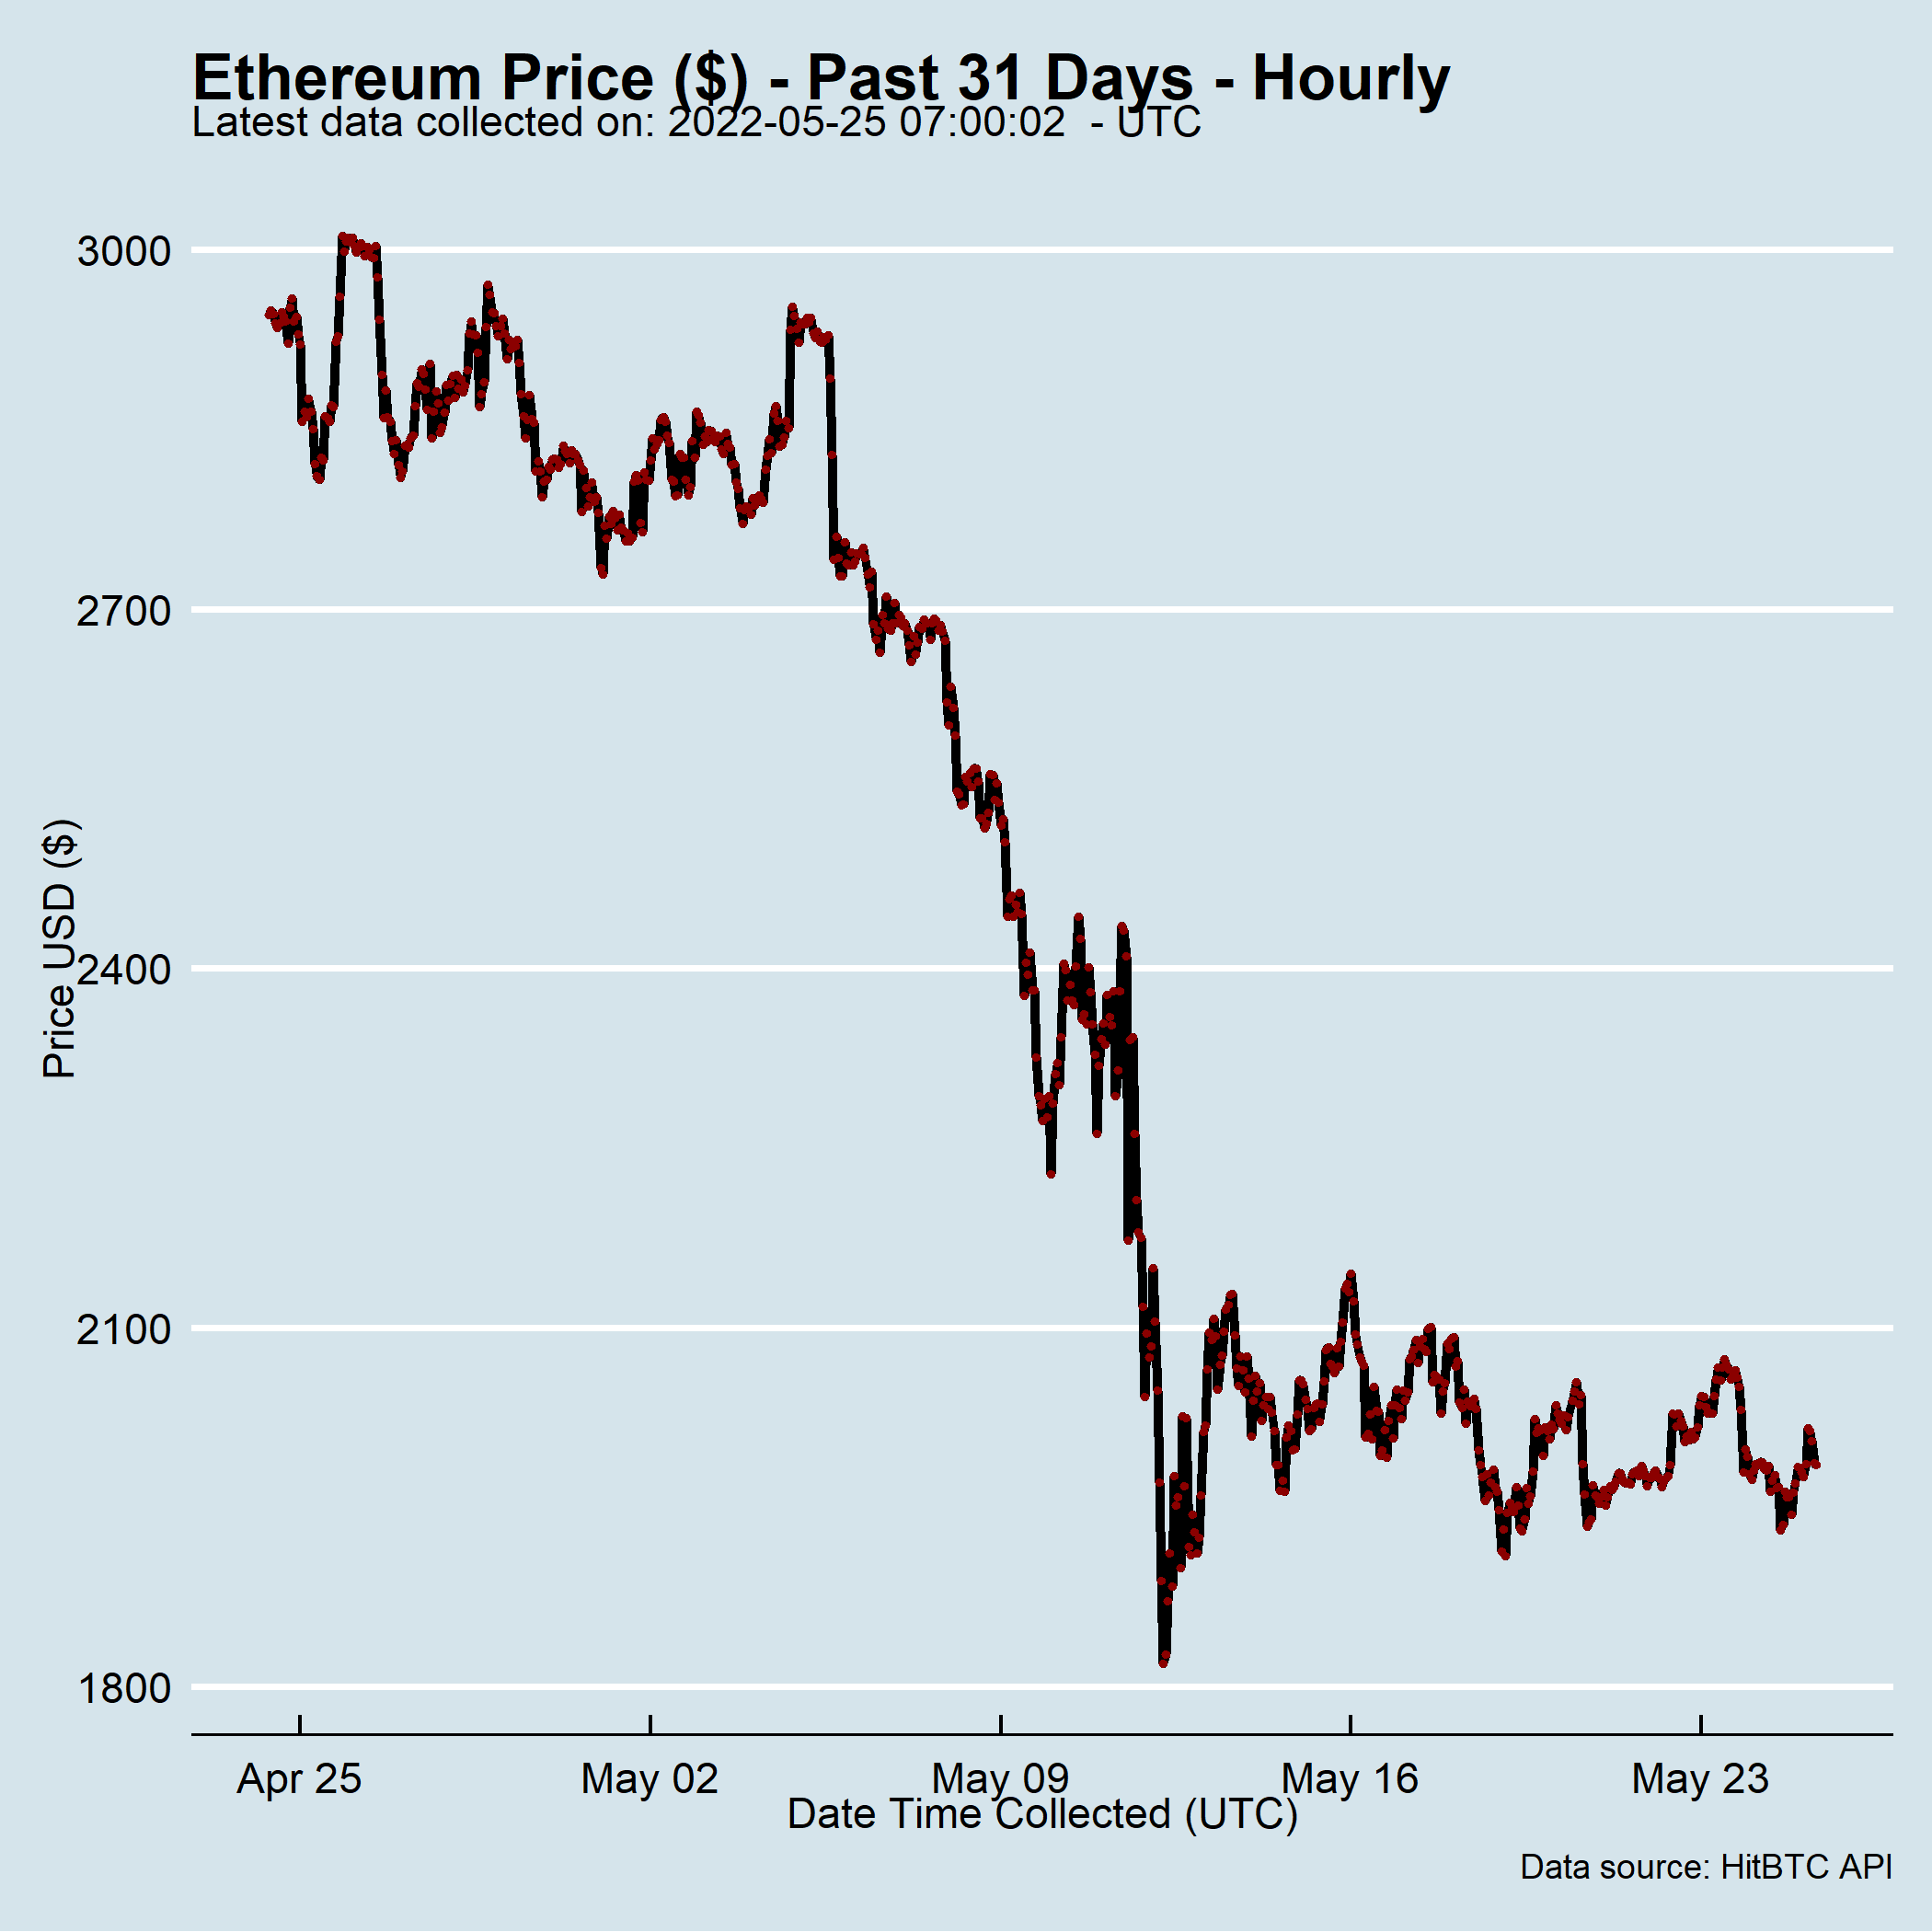 Ethereum Price ($) - Past 31 Days - Hourly
Latest data collected on: 2022-05-25 07:00:02  - UTC
3000
2700
2400
2100
1800
Price USD ($)
Apr 25
May 02
May 09
May 16
May 23
Date Time Collected (UTC)
Data source: HitBTC API